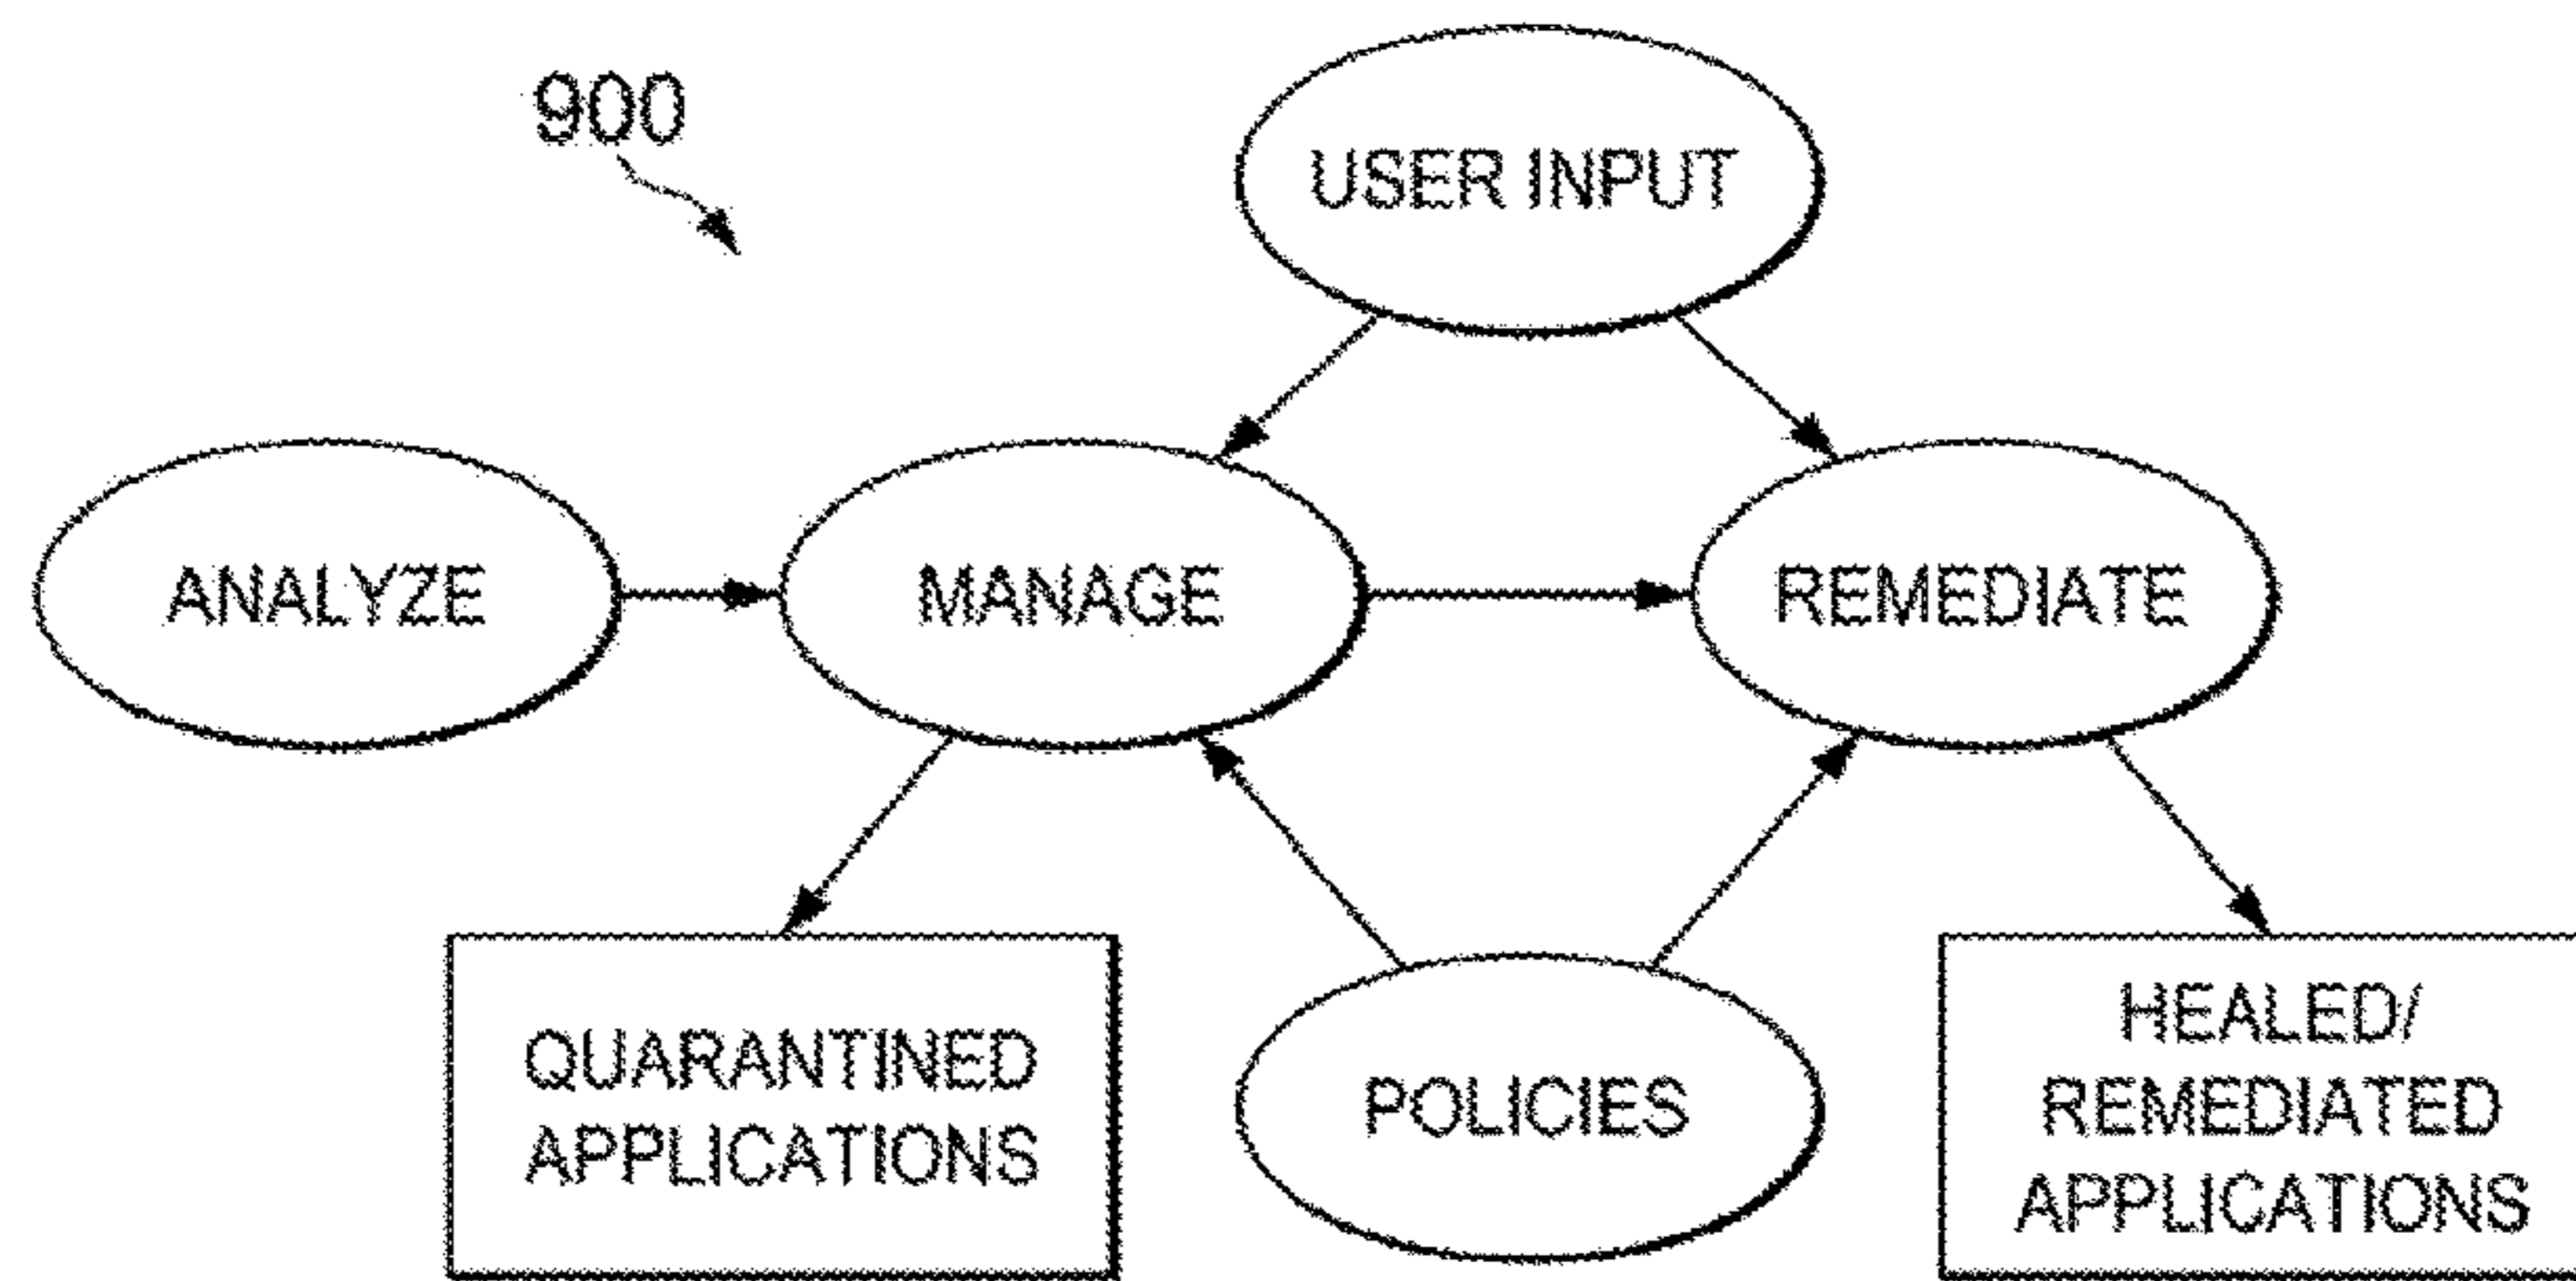 900
USER INPUT
ANALYZE
MANAGE
REMEDIATE
QUARANTINED
APPLICATIONS
POLICIES
HEALED/
REMEDIATED
APPLICATIONS